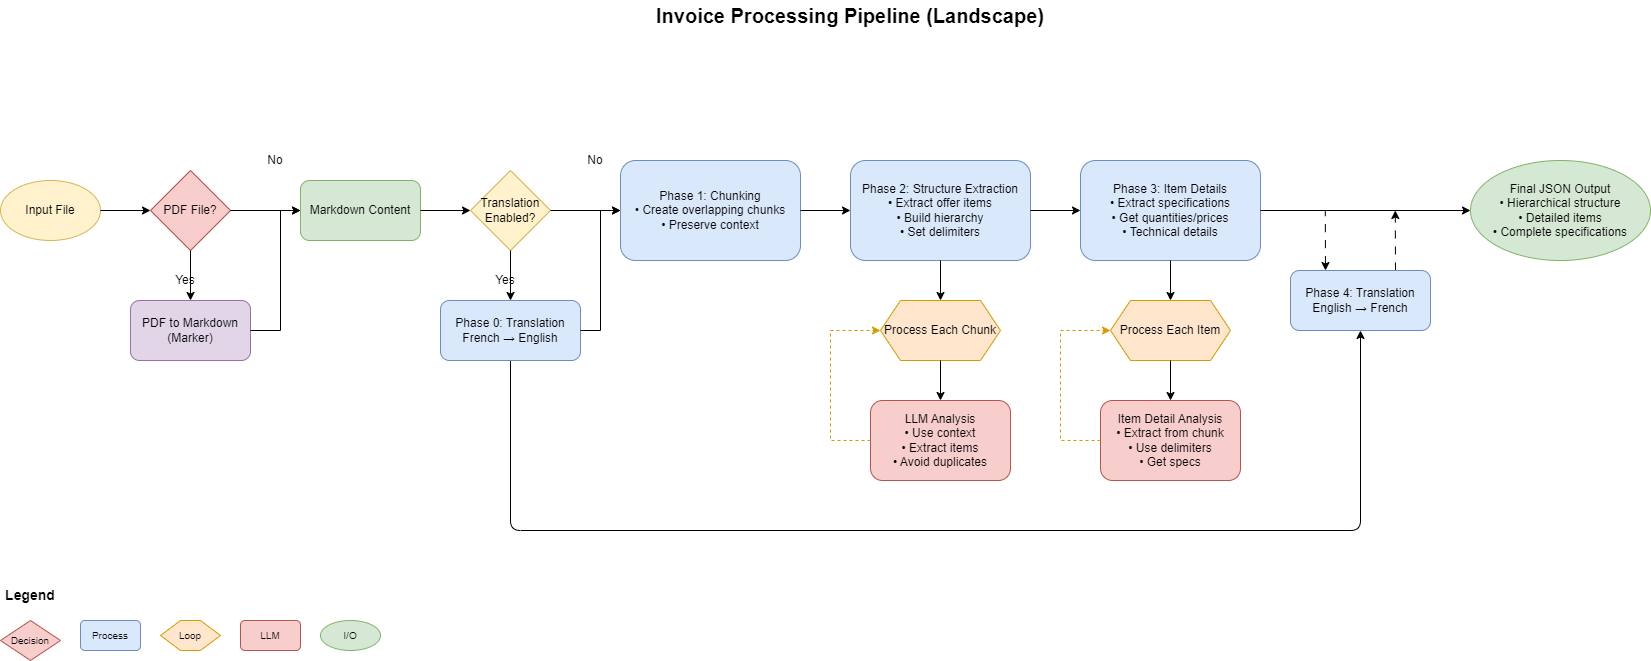 Invoice Processing Pipeline (Landscape)
Input File
PDF File?
No
Yes
PDF to Markdown
(Marker)
Markdown Content
Translation
Enabled?
No
Yes
Phase 0: Translation
French → English
Phase 1: Chunking
• Create overlapping chunks
• Preserve context
Phase 2: Structure Extraction
• Extract offer items
• Build hierarchy
• Set delimiters
Process Each Chunk
LLM Analysis
• Use context
• Extract items
• Avoid duplicates
Phase 3: Item Details
• Extract specifications
• Get quantities/prices
• Technical details
Process Each Item
Item Detail Analysis
• Extract from chunk
• Use delimiters
• Get specs
Phase 4: Translation
English → French
Final JSON Output
• Hierarchical structure
• Detailed items
• Complete specifications
Legend
Decision
Process
Loop
LLM
I/O